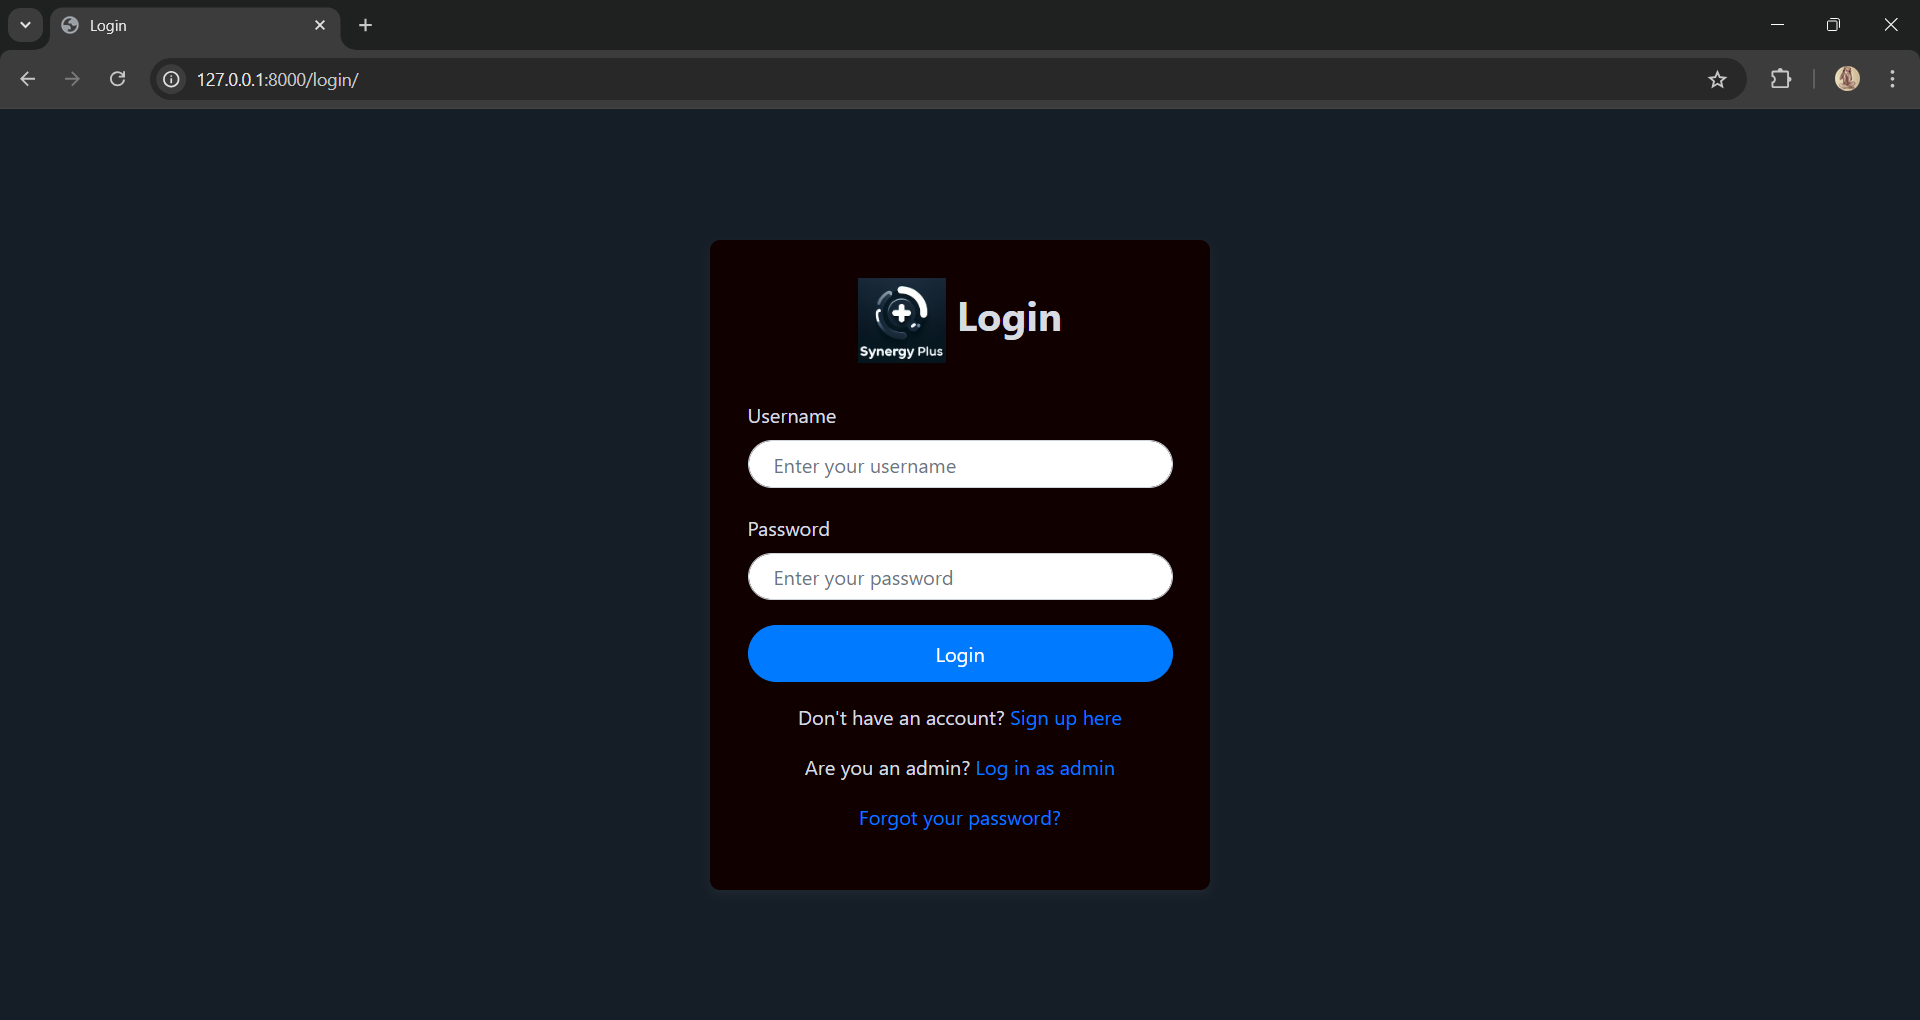 Login
127.0.0.1:8000/login/
Synergy Plus
Login
Username
Enter your username
Password
Enter your password
Login
Don't have an account? Sign up here
Are you an admin? Log in as admin
Forgot your password?